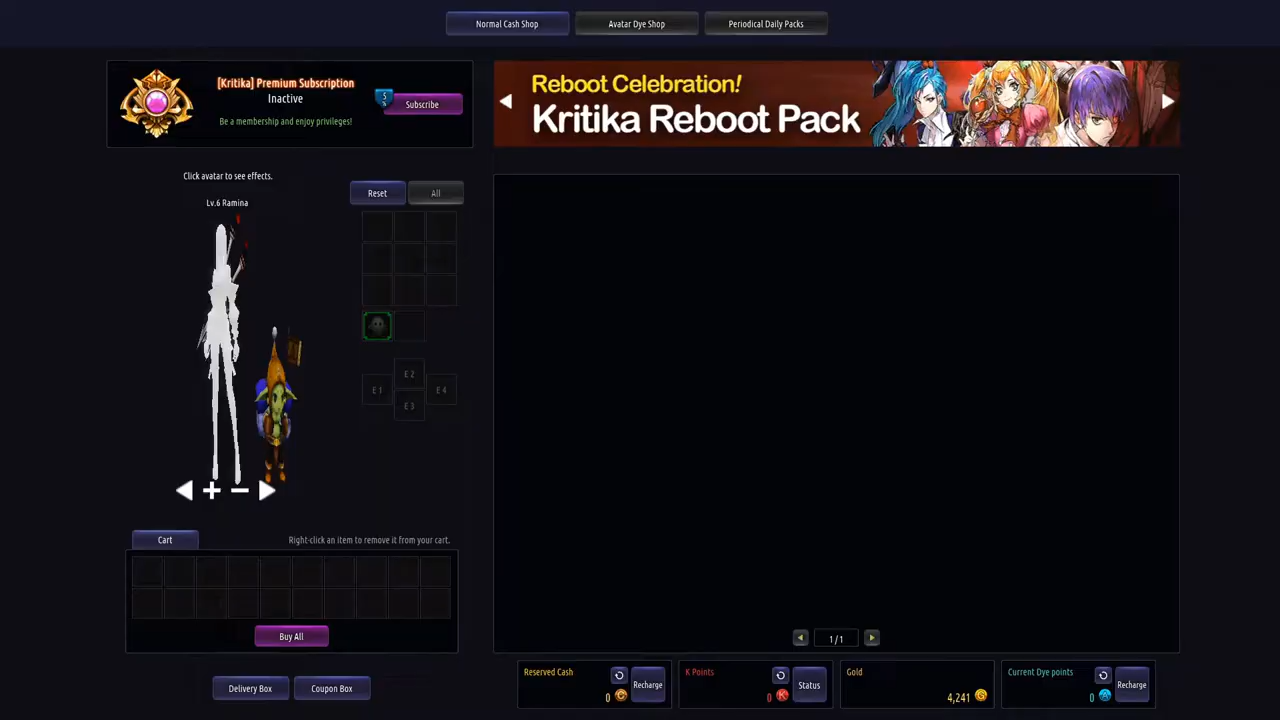 Normal Cash Shop
Avatar Dye Shop
Periodical Daily Packs
[Kritika] Premium Subscription
Inactive
Be a membership and enjoy privileges!
Subscribe
Reboot Celebration!
Kritika Reboot Pack
Click avatar to see effects.
Lv.6 Ramina
Reset
All
E 1
E 2
E 3
E 4
Cart
Right-click an item to remove it from your cart.
Buy All
1/1
Delivery Box
Coupon Box
Reserved Cash
0
Recharge
K Points
0
Status
Gold
4,241
Current Dye points
0
Recharge